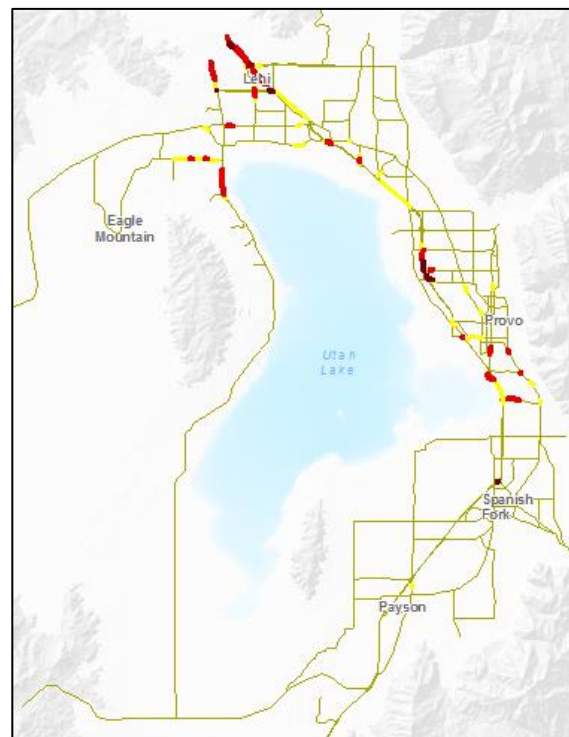 Lehi
Eagle
Mountain
Provo
Utah
Lake
Spanish
Fork
Payson